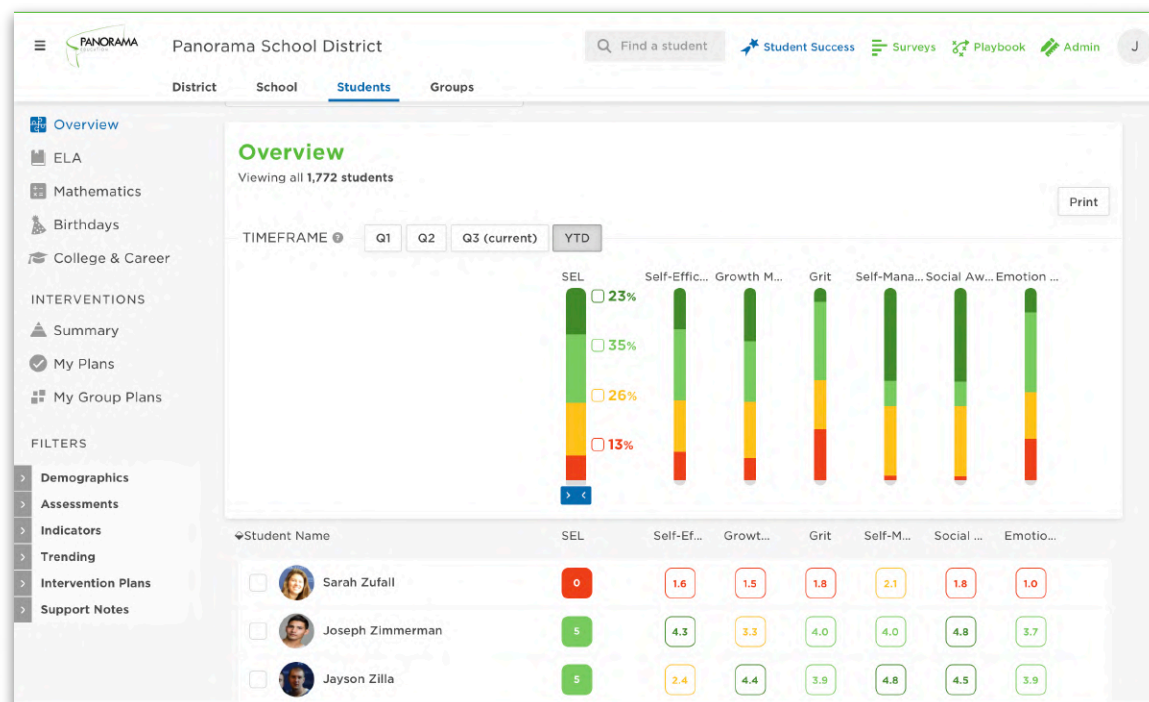 PANORAMA
EDUCATION
Panorama School District
Find a student
Student Success
Surveys
Playbook
Admin
J
District School Students Groups
Overview
ELA
Mathematics
Birthdays
College & Career
INTERVENTIONS
Summary
My Plans
My Group Plans
FILTERS
Demographics
Assessments
Indicators
Trending
Intervention Plans
Support Notes
Overview
Viewing all 1,772 students
Print
TIMEFRAME ? Q1 Q2 Q3 (current) YTD
SEL Self-Effic... Growth M... Grit Self-Mana... Social Aw... Emotion ...
23%
35%
26%
13%
Student Name SEL Self-Ef... Growt... Grit Self-M... Social ... Emotio...
Sarah Zufall 0 1.6 1.5 1.8 2.1 1.8 1.0
Joseph Zimmerman 5 4.3 3.3 4.0 4.0 4.8 3.7
Jayson Zilla 5 2.4 4.4 3.9 4.8 4.5 3.9